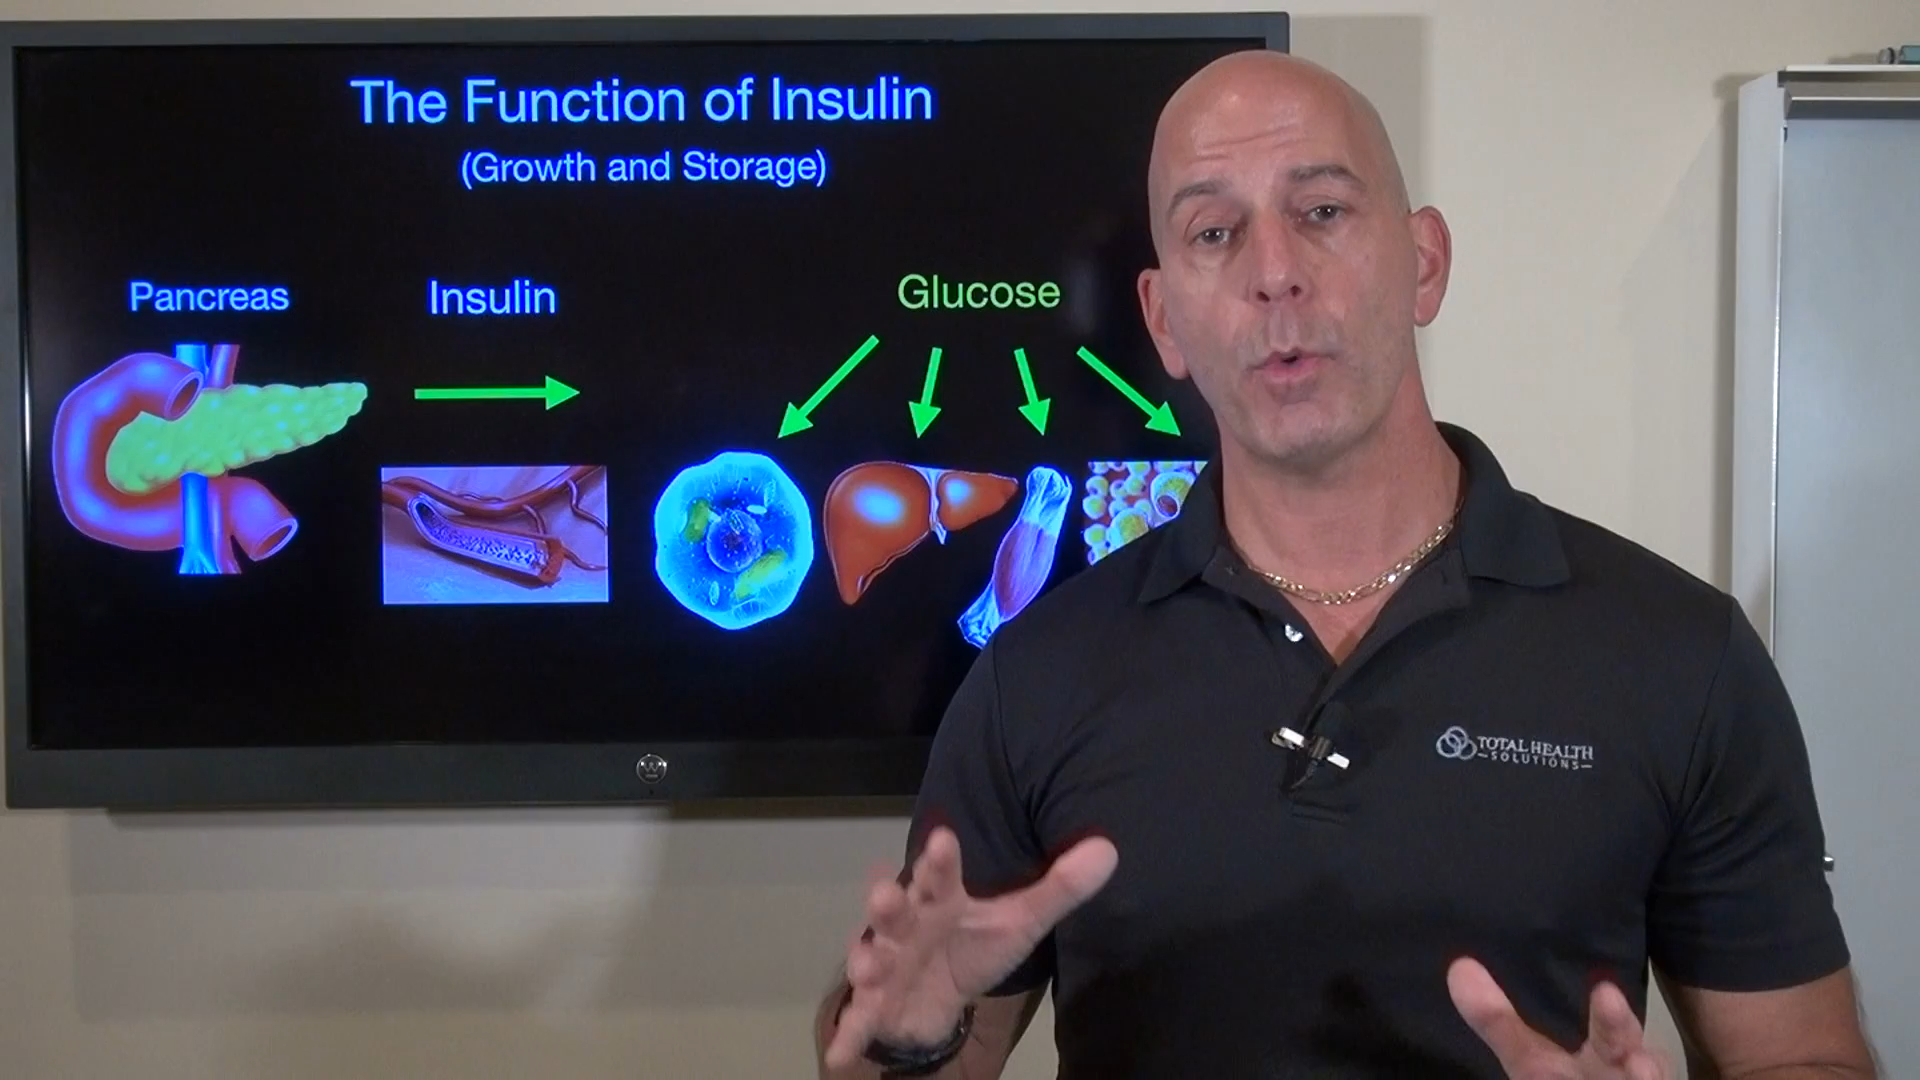 The Function of Insulin
(Growth and Storage)
Pancreas
Insulin
Glucose
TOTAL HEALTH
SOLUTIONS